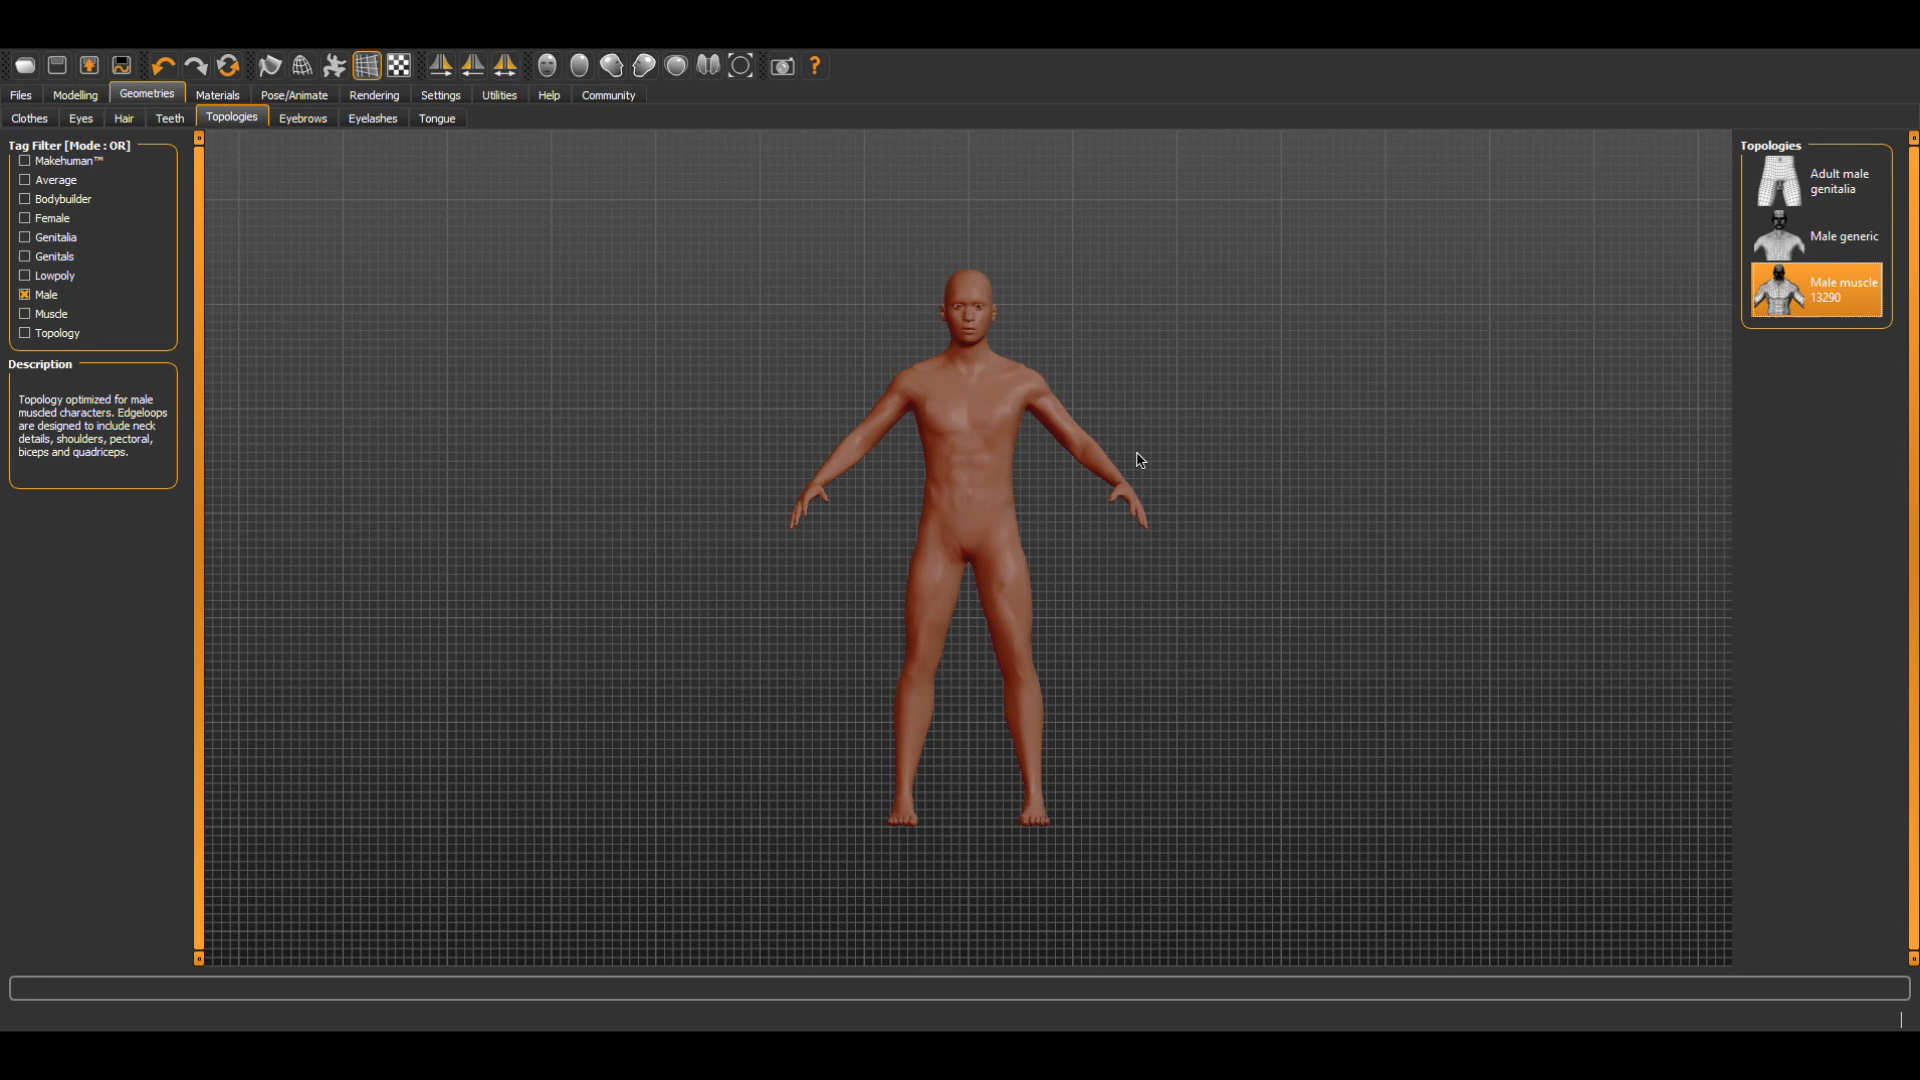 Files Modelling Geometries Materials Pose/Animate Rendering Settings Utilities Help Community
Clothes Eyes Hair Teeth Topologies Eyebrows Eyelashes Tongue
Tag Filter [Mode : OR]
Makehuman™
Average
Bodybuilder
Female
Genitalia
Genitals
Lowpoly
Male
Muscle
Topology
Description
Topology optimized for male
muscled characters. Edgeloops
are designed to include neck
details, shoulders, pectoral,
biceps and quadriceps.
Topologies
Adult male
genitalia
Male generic
Male muscle
13290